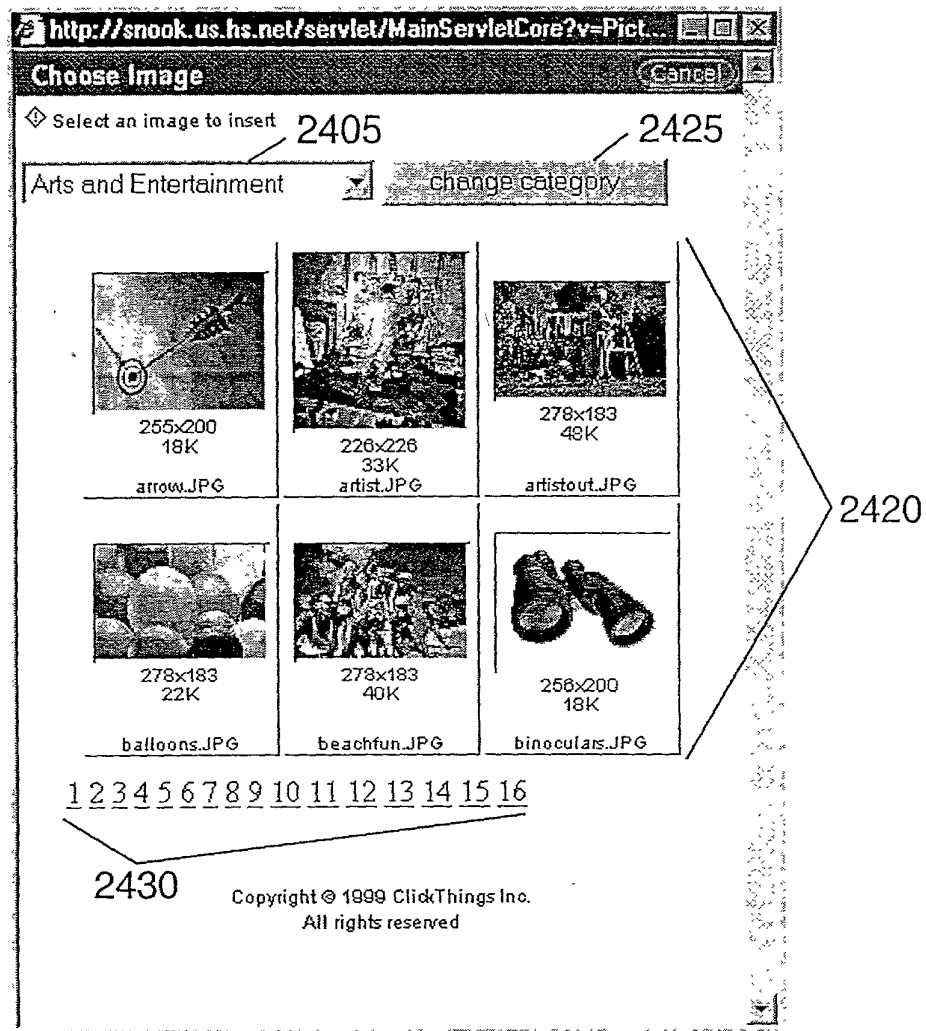 http://snook.us.hs.net/servlet/MainServletCore?v=Pict...
Choose Image Cancel
Select an image to insert 2405 2425
Arts and Entertainment change category
255x200 226x226 278x183
18K 33K 48K
arrow.JPG artist.JPG artistout.JPG
2420
278x183 278x183 256x200
22K 40K 18K
balloons.JPG beachfun.JPG binoculars.JPG
1 2 3 4 5 6 7 8 9 10 11 12 13 14 15 16
2430
Copyright © 1999 ClickThings Inc.
All rights reserved